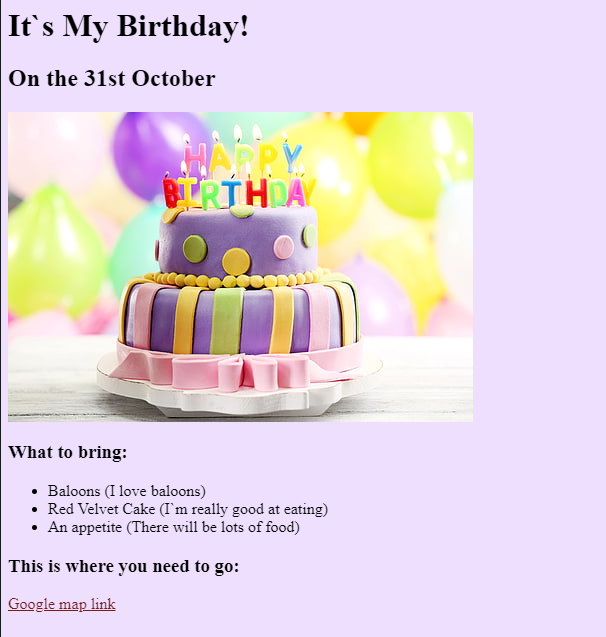 It`s My Birthday!
On the 31st October
HAPPY
BIRTHDAY
What to bring:
Baloons (I love baloons)
Red Velvet Cake (I`m really good at eating)
An appetite (There will be lots of food)
This is where you need to go:
Google map link